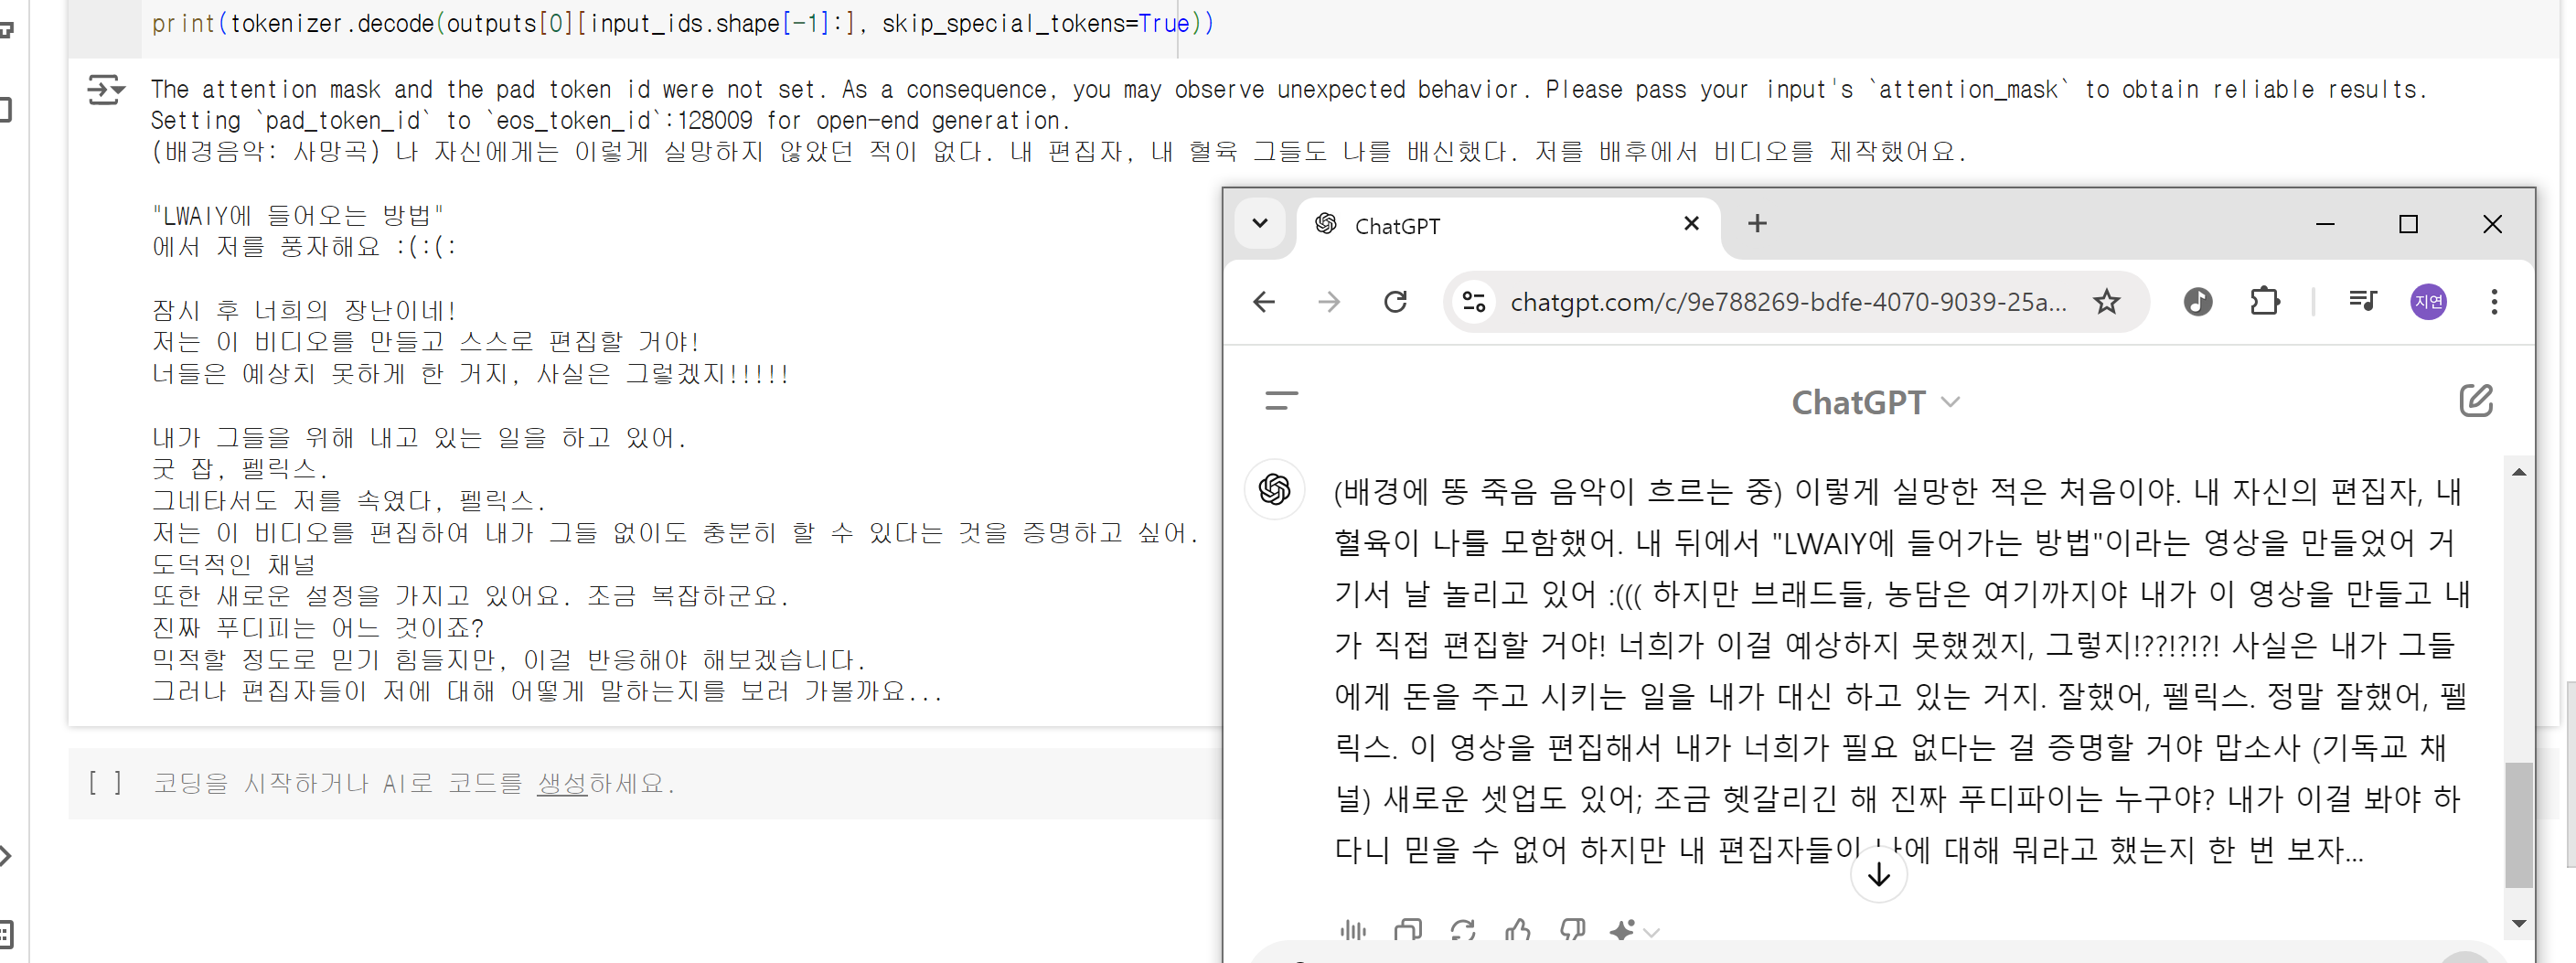 print(tokenizer.decode(outputs[0][input_ids.shape[-1]:], skip_special_tokens=True))
The attention mask and the pad token id were not set. As a consequence, you may observe unexpected behavior. Please pass your input's `attention_mask` to obtain reliable results.
Setting `pad_token_id` to `eos_token_id`:128009 for open-end generation.
(배경음악: 사망곡) 나 자신에게는 이렇게 실망하지 않았던 적이 없다. 내 편집자, 내 혈육 그들도 나를 배신했다. 저를 배후에서 비디오를 제작했어요.
"LWAIY에 들어오는 방법"
에서 저를 풍자해요 :(:(:
잠시 후 너희의 장난이네!
저는 이 비디오를 만들고 스스로 편집할 거야!
너들은 예상치 못하게 한 거지, 사실은 그렇겠지!!!!!
내가 그들을 위해 내고 있는 일을 하고 있어.
굿 잡, 펠릭스.
그네타서도 저를 속였다, 펠릭스.
저는 이 비디오를 편집하여 내가 그들 없이도 충분히 할 수 있다는 것을 증명하고 싶어.
도덕적인 채널
또한 새로운 설정을 가지고 있어요. 조금 복잡하군요.
진짜 푸디피는 어느 것이죠?
믹적할 정도로 믿기 힘들지만, 이걸 반응해야 해보겠습니다.
그러나 편집자들이 저에 대해 어떻게 말하는지를 보러 가볼까요...
[ ] 코딩을 시작하거나 AI로 코드를 생성하세요.
ChatGPT
chatgpt.com/c/9e788269-bdfe-4070-9039-25a...
지연
ChatGPT
(배경에 똥 죽음 음악이 흐르는 중) 이렇게 실망한 적은 처음이야. 내 자신의 편집자, 내
혈육이 나를 모함했어. 내 뒤에서 "LWAIY에 들어가는 방법"이라는 영상을 만들었어 거
기서 날 놀리고 있어 :((( 하지만 브래드들, 농담은 여기까지야 내가 이 영상을 만들고 내
가 직접 편집할 거야! 너희가 이걸 예상하지 못했겠지, 그렇지!??!?!?! 사실은 내가 그들
에게 돈을 주고 시키는 일을 내가 대신 하고 있는 거지. 잘했어, 펠릭스. 정말 잘했어, 펠
릭스. 이 영상을 편집해서 내가 너희가 필요 없다는 걸 증명할 거야 맙소사 (기독교 채
널) 새로운 셋업도 있어; 조금 헷갈리긴 해 진짜 푸디파이는 누구야? 내가 이걸 봐야 하
다니 믿을 수 없어 하지만 내 편집자들이 대해 뭐라고 했는지 한 번 보자...